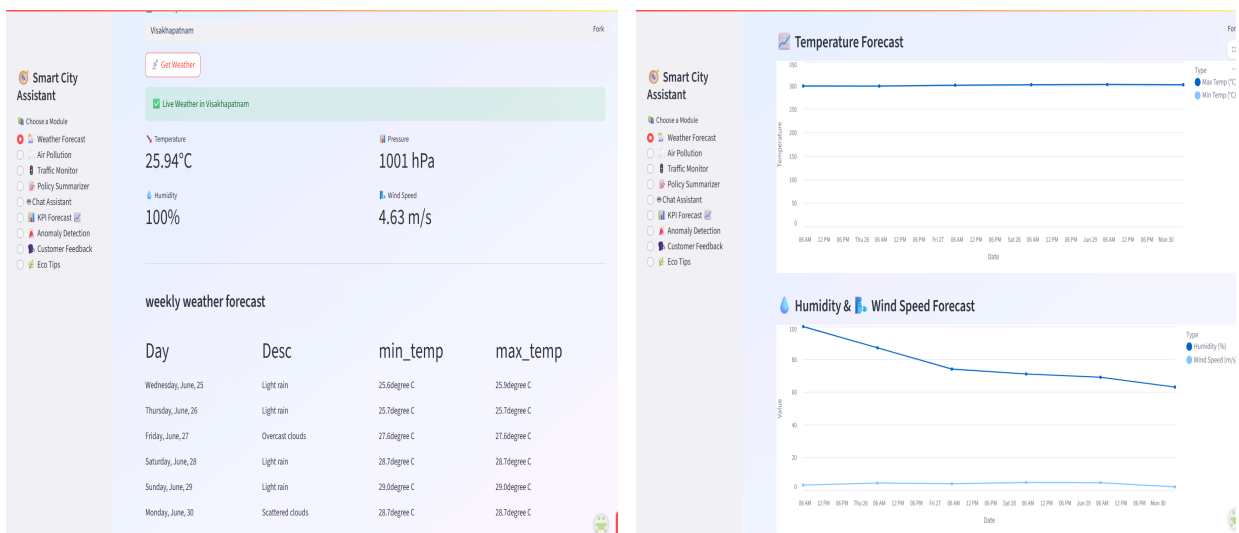 Visakhapatnam
Fork
Get Weather
Smart City
Assistant
Choose a Module
Weather Forecast
Air Pollution
Traffic Monitor
Policy Summarizer
Chat Assistant
KPI Forecast
Anomaly Detection
Customer Feedback
Eco Tips
Live Weather in Visakhapatnam
Temperature
25.94°C
Pressure
1001 hPa
Humidity
100%
Wind Speed
4.63 m/s
weekly weather forecast
Day Desc min_temp max_temp
Wednesday, June, 25 Light rain 25.6degree C 25.9degree C
Thursday, June, 26 Light rain 25.7degree C 25.7degree C
Friday, June, 27 Overcast clouds 27.6degree C 27.6degree C
Saturday, June, 28 Light rain 28.7degree C 28.7degree C
Sunday, June, 29 Light rain 29.0degree C 29.0degree C
Monday, June, 30 Scattered clouds 28.7degree C 28.7degree C
Smart City
Assistant
Choose a Module
Weather Forecast
Air Pollution
Traffic Monitor
Policy Summarizer
Chat Assistant
KPI Forecast
Anomaly Detection
Customer Feedback
Eco Tips
For
Temperature Forecast
350
300
250
200
150
100
50
0
Temperature
06 AM 12 PM 06 PM Thu 26 06 AM 12 PM 06 PM Fri 27 06 AM 12 PM 06 PM Sat 28 06 AM 12 PM 06 PM Jun 29 06 AM 12 PM 06 PM Mon 30
Date
Type
Max Temp (°C)
Min Temp (°C)
Humidity & Wind Speed Forecast
100
80
60
40
20
0
Value
06 AM 12 PM 06 PM Thu 26 06 AM 12 PM 06 PM Fri 27 06 AM 12 PM 06 PM Sat 28 06 AM 12 PM 06 PM Jun 29 06 AM 12 PM 06 PM Mon 30
Date
Type
Humidity (%)
Wind Speed (m/s)